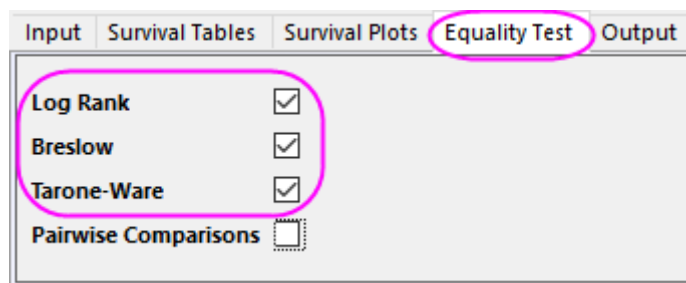 Input Survival Tables Survival Plots Equality Test Output
Log Rank
Breslow
Tarone-Ware
Pairwise Comparisons